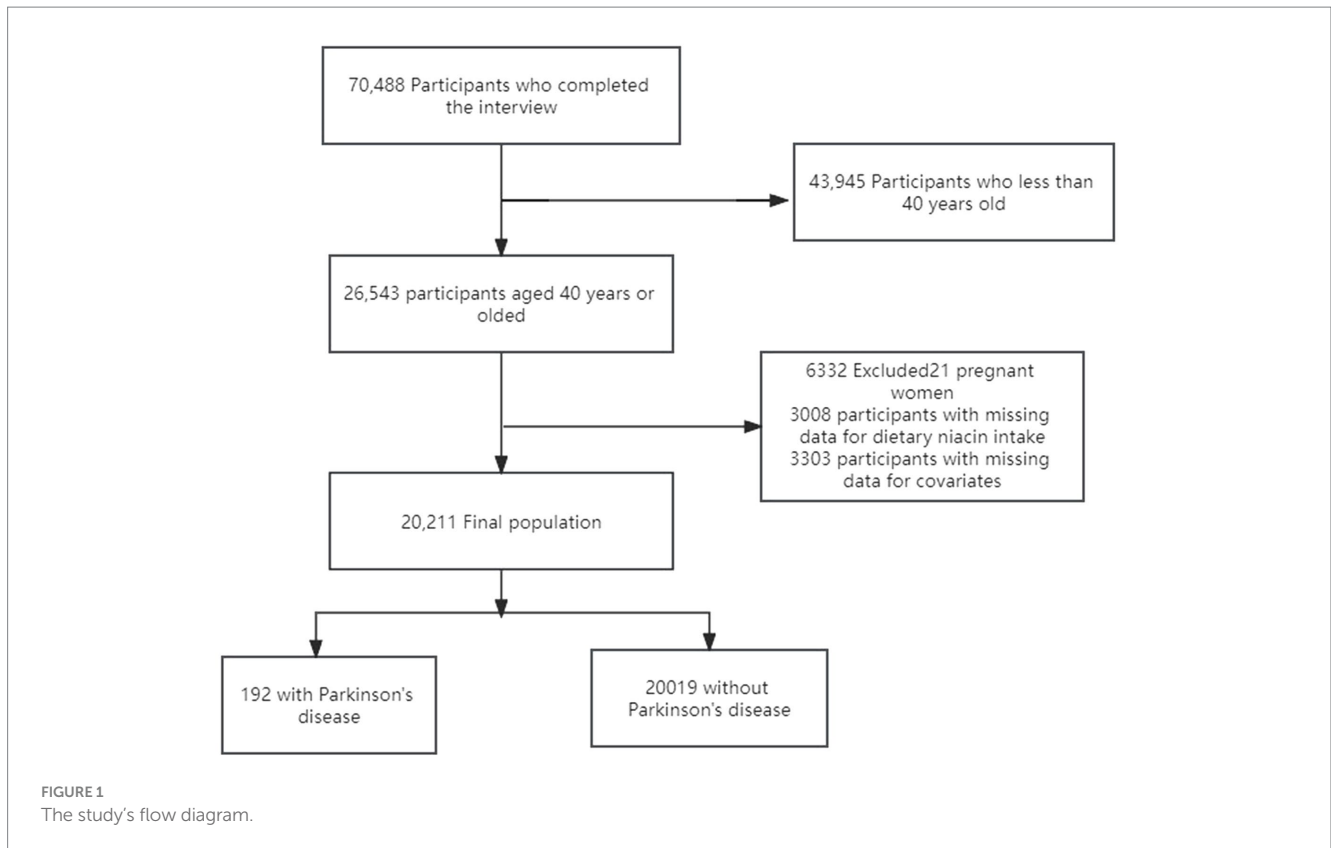 70,488 Participants who completed
the interview
43,945 Participants who less than
40 years old
26,543 participants aged 40 years or
olded
6332 Excluded21 pregnant
women
3008 participants with missing
data for dietary niacin intake
3303 participants with missing
data for covariates
20,211 Final population
192 with Parkinson's
disease
20019 without
Parkinson's disease
FIGURE 1
The study's flow diagram.